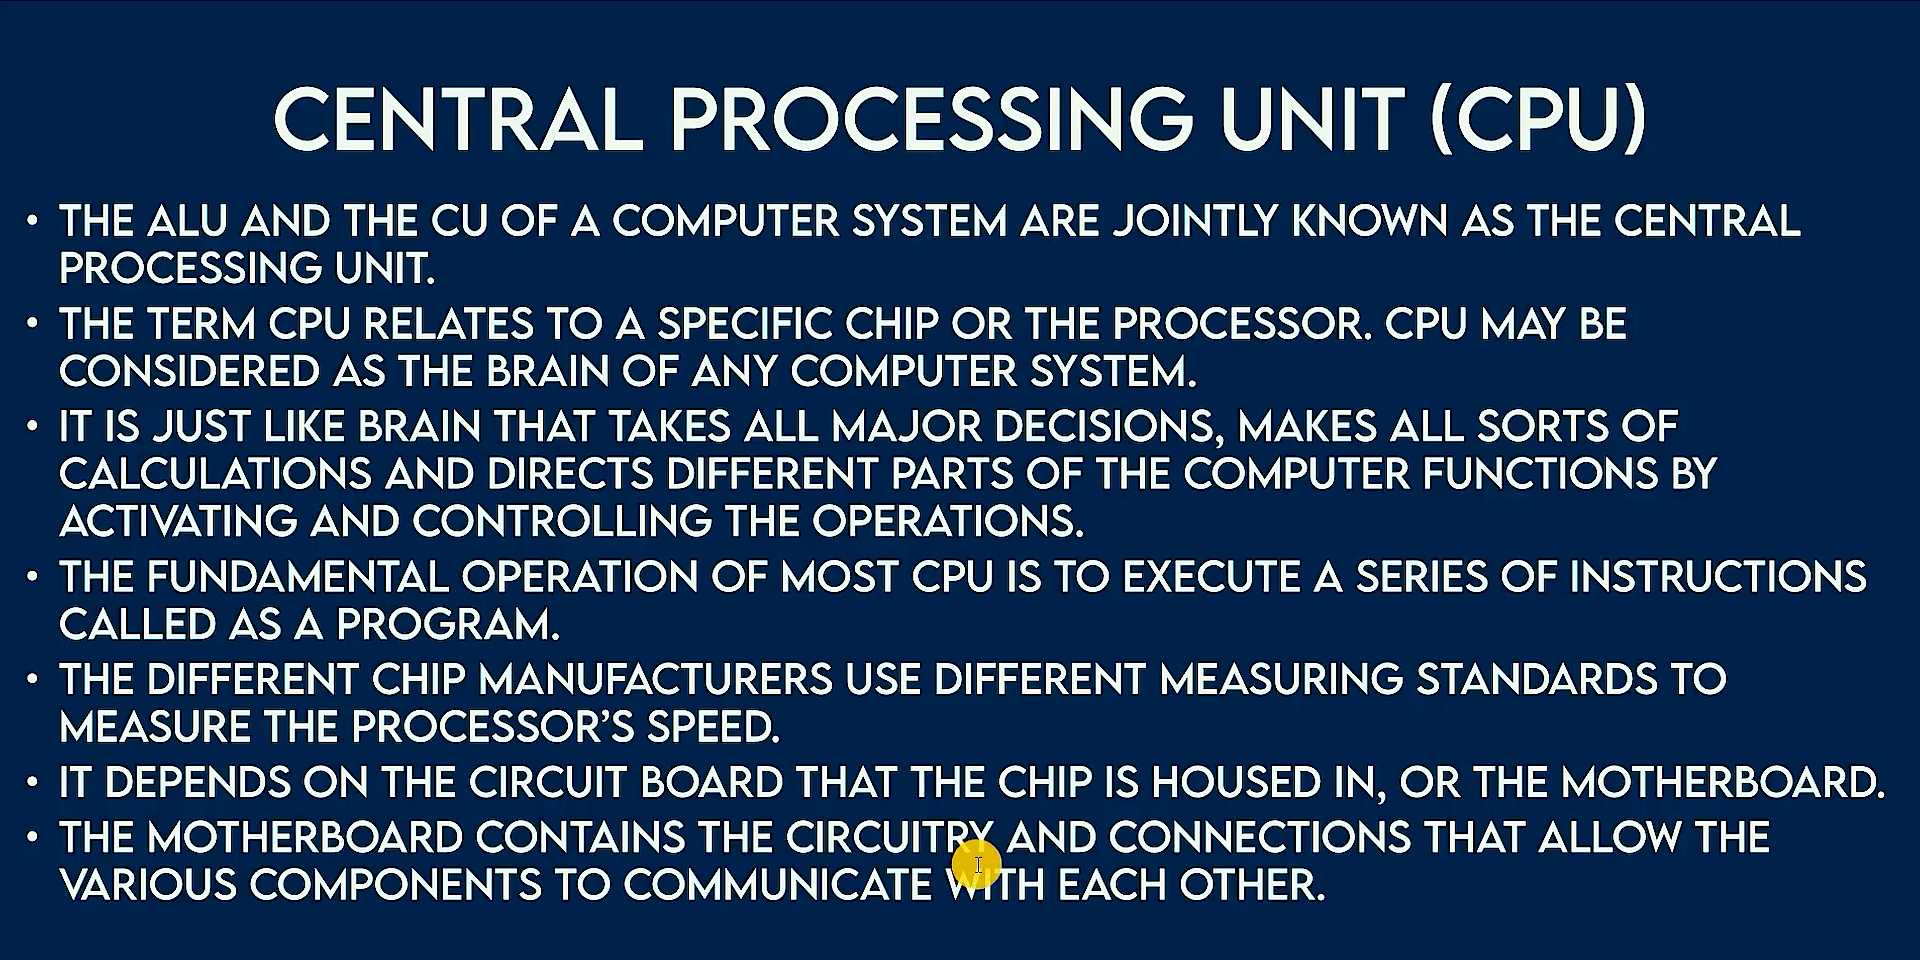 CENTRAL PROCESSING UNIT (CPU)
• THE ALU AND THE CU OF A COMPUTER SYSTEM ARE JOINTLY KNOWN AS THE CENTRAL
PROCESSING UNIT.
• THE TERM CPU RELATES TO A SPECIFIC CHIP OR THE PROCESSOR. CPU MAY BE
CONSIDERED AS THE BRAIN OF ANY COMPUTER SYSTEM.
• IT IS JUST LIKE BRAIN THAT TAKES ALL MAJOR DECISIONS, MAKES ALL SORTS OF
CALCULATIONS AND DIRECTS DIFFERENT PARTS OF THE COMPUTER FUNCTIONS BY
ACTIVATING AND CONTROLLING THE OPERATIONS.
• THE FUNDAMENTAL OPERATION OF MOST CPU IS TO EXECUTE A SERIES OF INSTRUCTIONS
CALLED AS A PROGRAM.
• THE DIFFERENT CHIP MANUFACTURERS USE DIFFERENT MEASURING STANDARDS TO
MEASURE THE PROCESSOR’S SPEED.
• IT DEPENDS ON THE CIRCUIT BOARD THAT THE CHIP IS HOUSED IN, OR THE MOTHERBOARD.
• THE MOTHERBOARD CONTAINS THE CIRCUITRY AND CONNECTIONS THAT ALLOW THE
VARIOUS COMPONENTS TO COMMUNICATE WITH EACH OTHER.